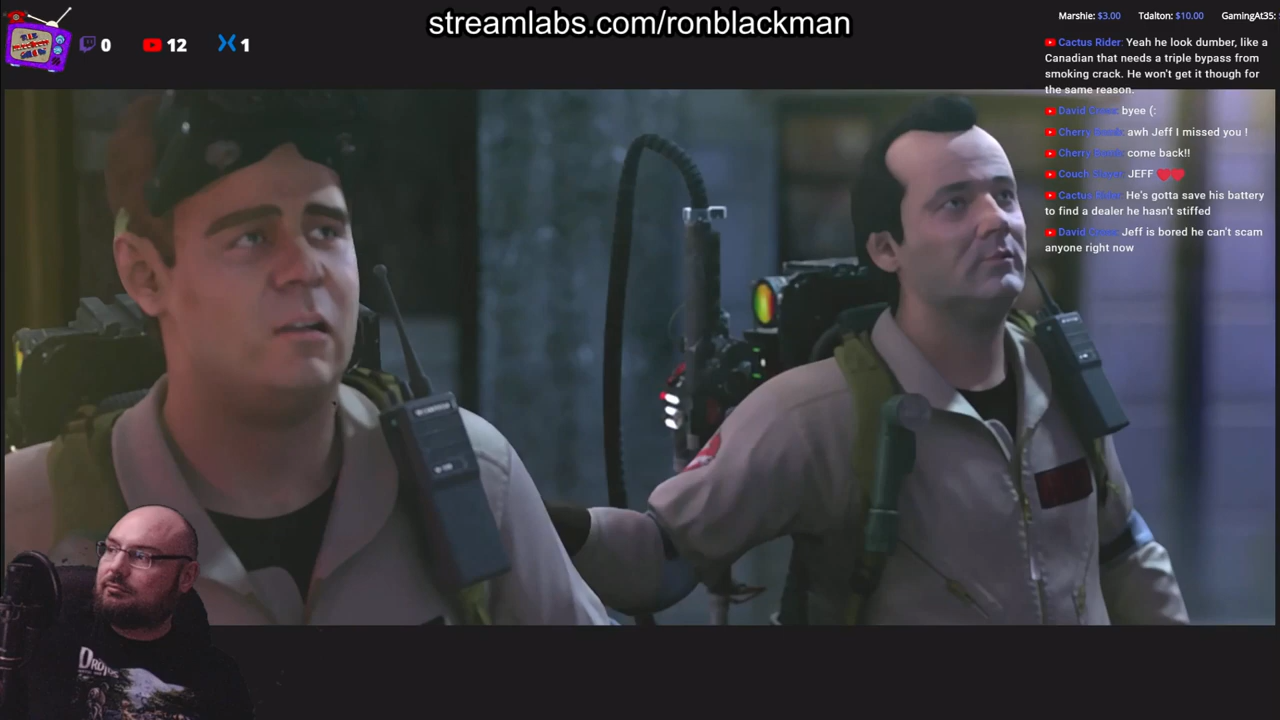 streamlabs.com/ronblackman
0
12
1
Marshie: $3.00 Tdalton: $10.00 GamingAt35:
Cactus Rider: Yeah he look dumber, like a
Canadian that needs a triple bypass from
smoking crack. He won't get it though for
the same reason.
byee (:
awh Jeff I missed you !
come back!!
JEFF
Cactus Rider: He's gotta save his battery
to find a dealer he hasn't stiffed
Jeff is bored he can't scam
anyone right now